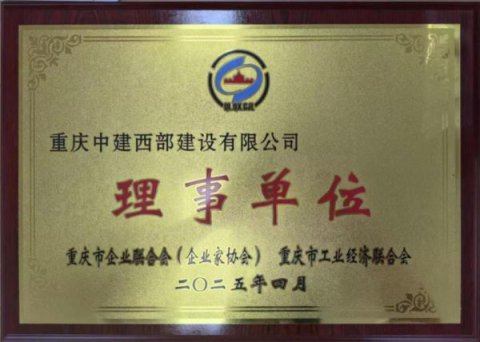 重庆中建西部建设有限公司
理事单位
重庆市企业联合会（企业家协会） 重庆市工业经济联合会
二〇二五年四月